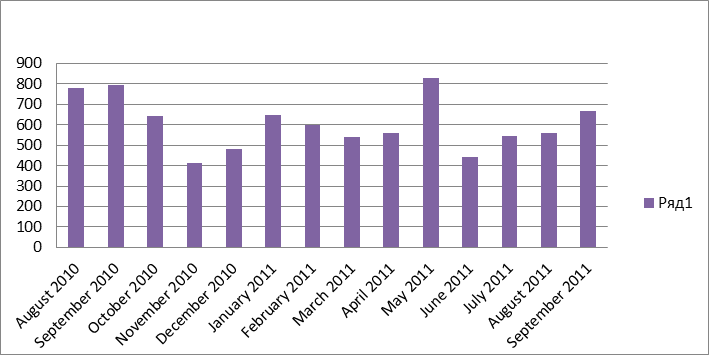 900
800
700
600
500
400
300
200
100
0
August 2010
September 2010
October 2010
November 2010
December 2010
January 2011
February 2011
March 2011
April 2011
May 2011
June 2011
July 2011
August 2011
September 2011
Ряд1